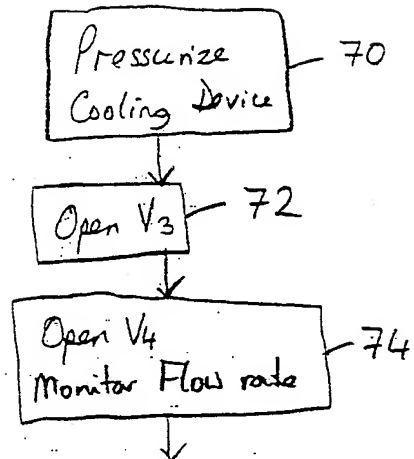 Pressurize
Cooling Device
70
Open V3
72
Open V4
Monitor Flow rate
74